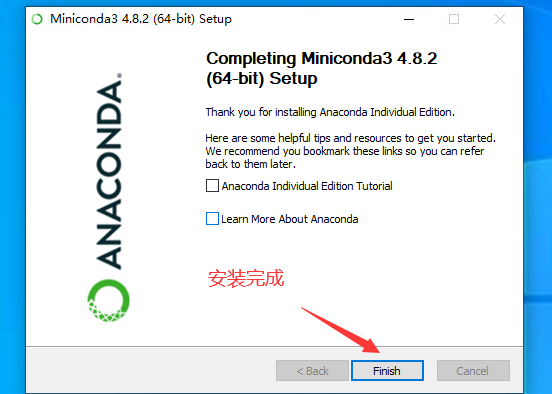 Miniconda3 4.8.2 (64-bit) Setup
Completing Miniconda3 4.8.2
(64-bit) Setup
Thank you for installing Anaconda Individual Edition.
Here are some helpful tips and resources to get you started.
We recommend you bookmark these links so you can refer
back to them later.
Anaconda Individual Edition Tutorial
Learn More About Anaconda
ANACONDA.
安装完成
< Back
Finish
Cancel